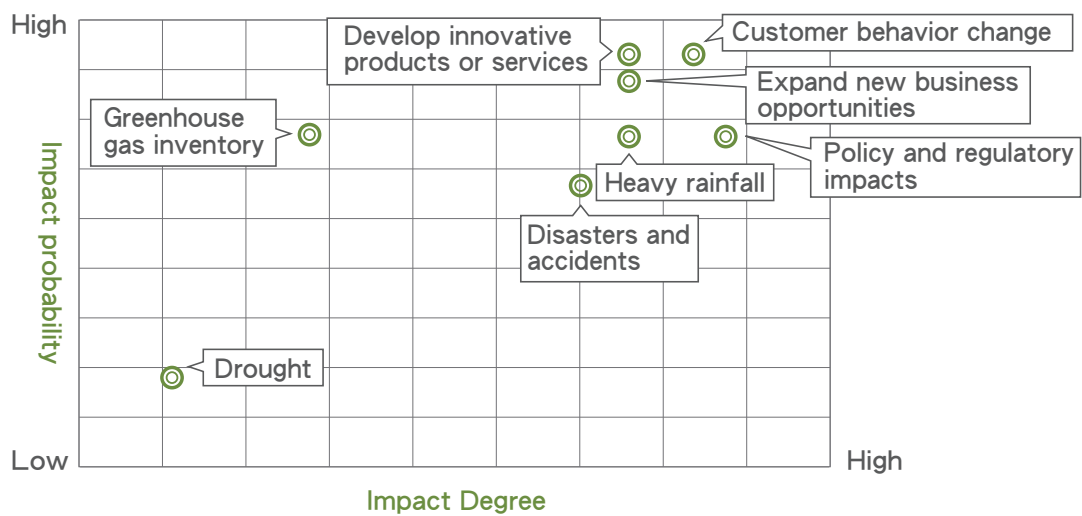 High
Develop innovative
products or services
Customer behavior change
Expand new business
opportunities
Greenhouse
gas inventory
Policy and regulatory
impacts
Heavy rainfall
Disasters and
accidents
Impact probability
Drought
Low
High
Impact Degree